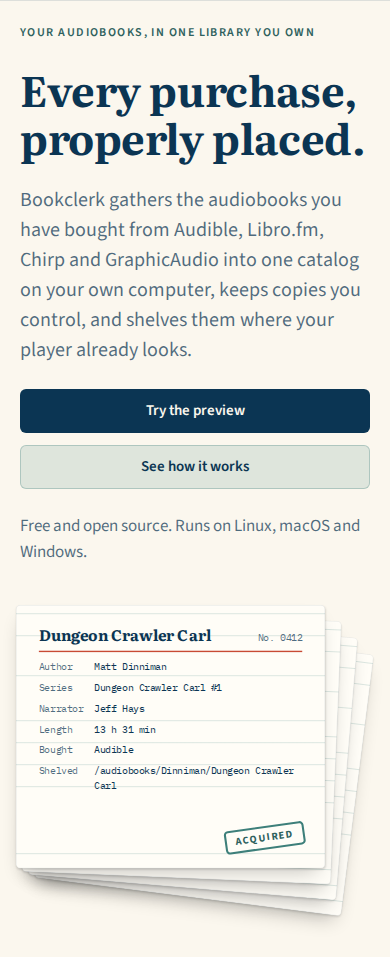 YOUR AUDIOBOOKS, IN ONE LIBRARY YOU OWN
Every purchase,
properly placed.
Bookclerk gathers the audiobooks you
have bought from Audible, Libro.fm,
Chirp and GraphicAudio into one catalog
on your own computer, keeps copies you
control, and shelves them where your
player already looks.
Try the preview
See how it works
Free and open source. Runs on Linux, macOS and
Windows.
Dungeon Crawler Carl No. 0412
Author Matt Dinniman
Series Dungeon Crawler Carl #1
Narrator Jeff Hays
Length 13 h 31 min
Bought Audible
Shelved /audiobooks/Dinniman/Dungeon Crawler
Carl
ACQUIRED